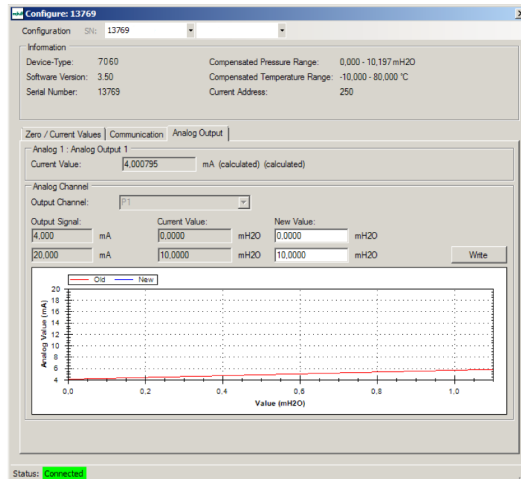 Configure: 13769
Configuration SN: 13769
Information
Device-Type: 7060 Compensated Pressure Range: 0,000 - 10,197 mH2O
Software Version: 3.50 Compensated Temperature Range: -10,000 - 80,000 °C
Serial Number: 13769 Current Address: 250
Zero / Current Values Communication Analog Output
Analog 1 : Analog Output 1
Current Value: 4,000795 mA (calculated) (calculated)
Analog Channel
Output Channel: P1
Output Signal: Current Value: New Value:
4,000 mA 0,0000 mH2O 0,0000 mH2O
20,000 mA 10,0000 mH2O 10,0000 mH2O Write
Old New
Analog Value (mA)
20
18
16
14
12
10
8
6
4
0,0 0,2 0,4 0,6 0,8 1,0
Value (mH2O)
Status: Connected